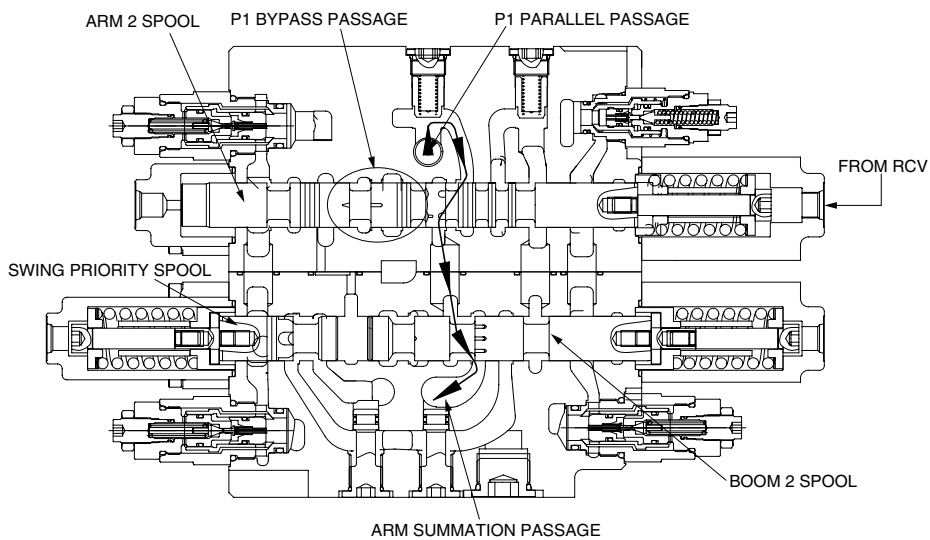 ARM 2 SPOOL
P1 BYPASS PASSAGE
P1 PARALLEL PASSAGE
FROM RCV
SWING PRIORITY SPOOL
BOOM 2 SPOOL
ARM SUMMATION PASSAGE